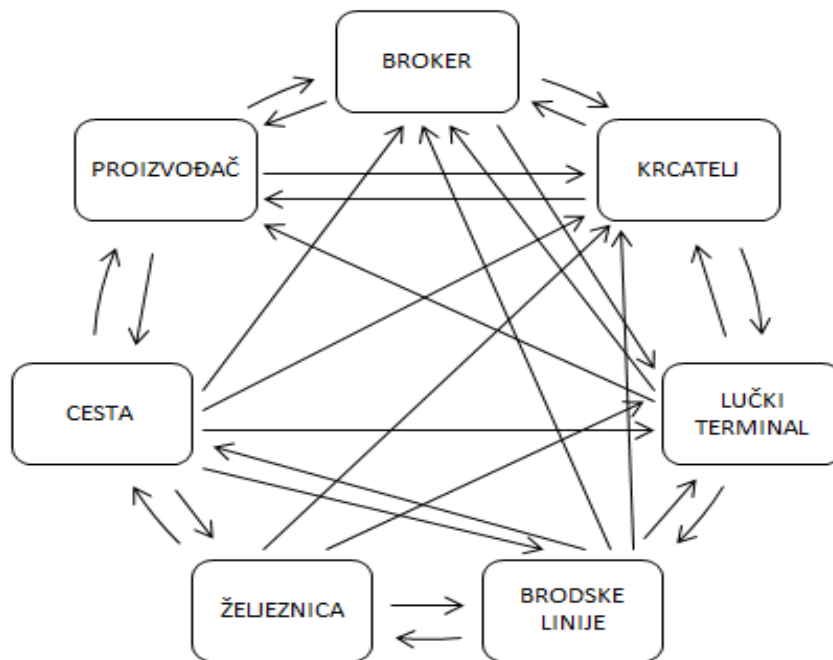 BROKER
PROIZVOĐAČ
KRCATELJ
CESTA
LUČKI
TERMINAL
ŽELJEZNICA
BRODSKE
LINIJE